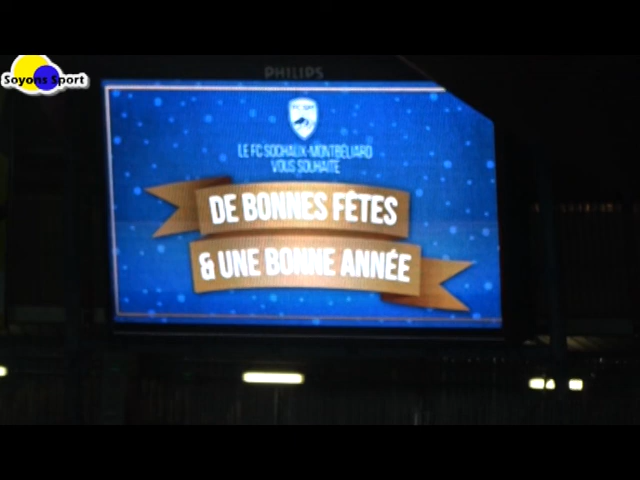 Soyons Sport
PHILIPS
LE FC SOCHAUX-MONTBÉLIARD
VOUS SOUHAITE
DE BONNES FÊTES
& UNE BONNE ANNÉE